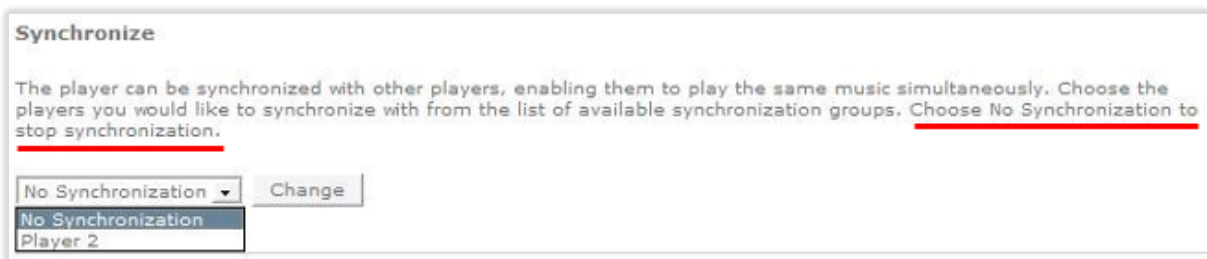 Synchronize
The player can be synchronized with other players, enabling them to play the same music simultaneously. Choose the
players you would like to synchronize with from the list of available synchronization groups. Choose No Synchronization to
stop synchronization.
No Synchronization Change
No Synchronization
Player 2